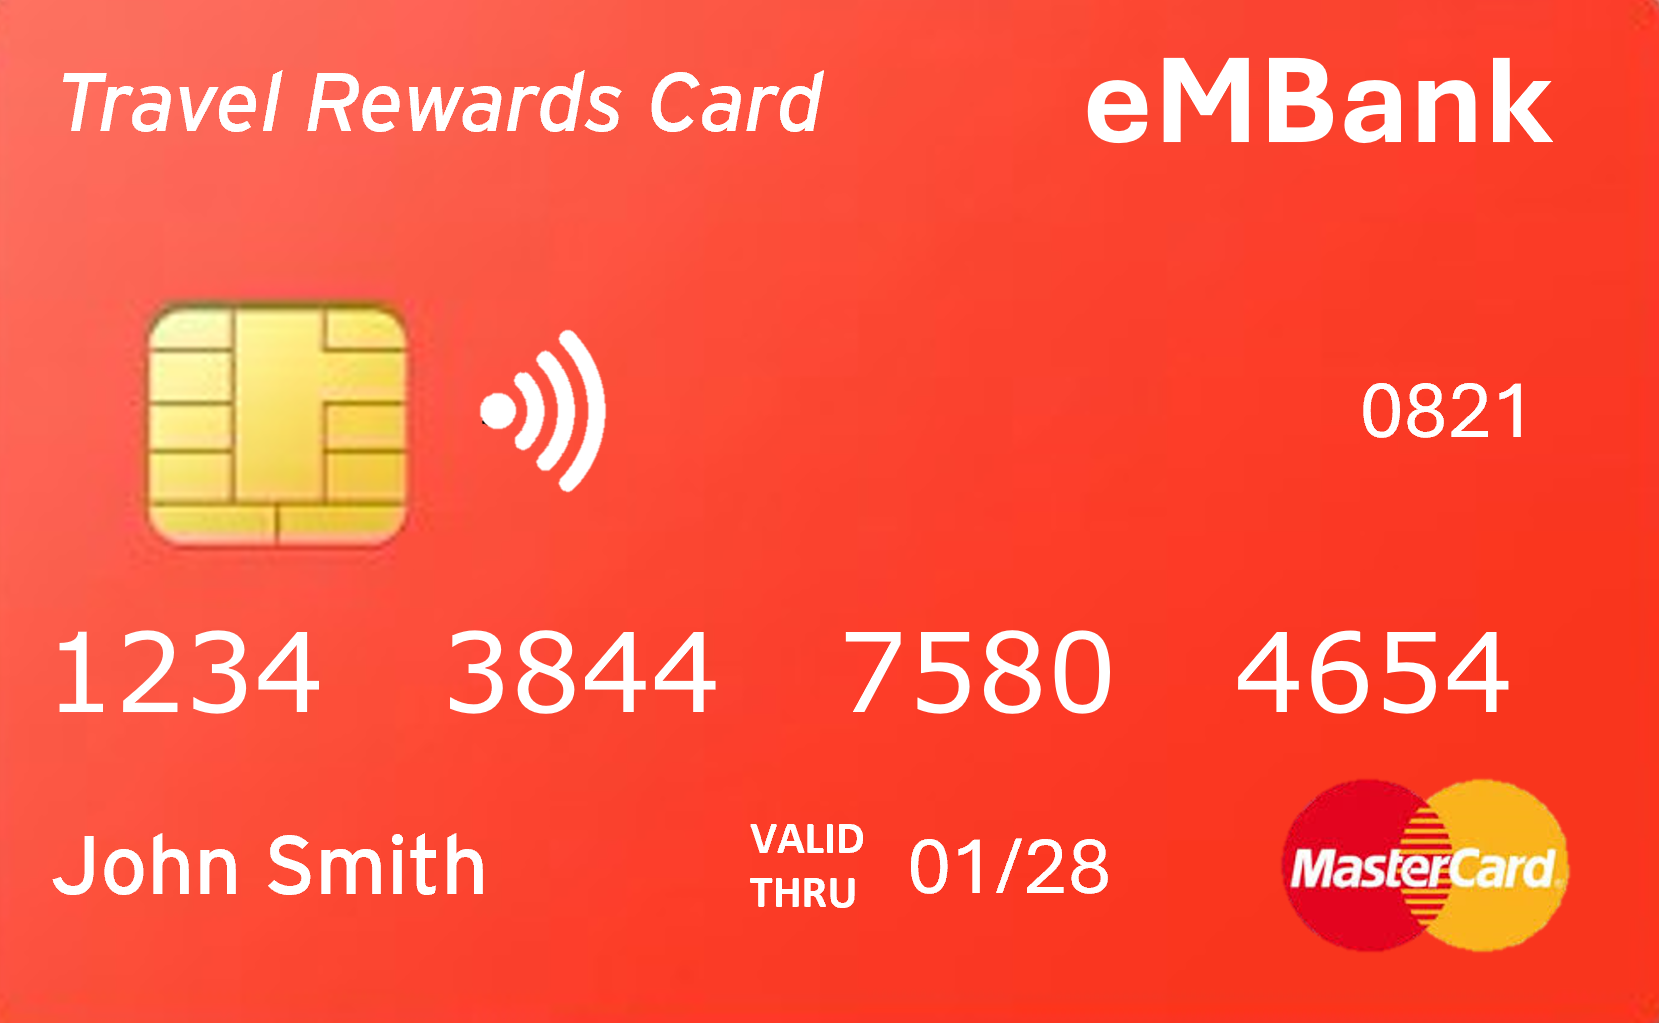 Travel Rewards Card eMBank
0821
1234 3844 7580 4654
John Smith VALID THRU 01/28
MasterCard